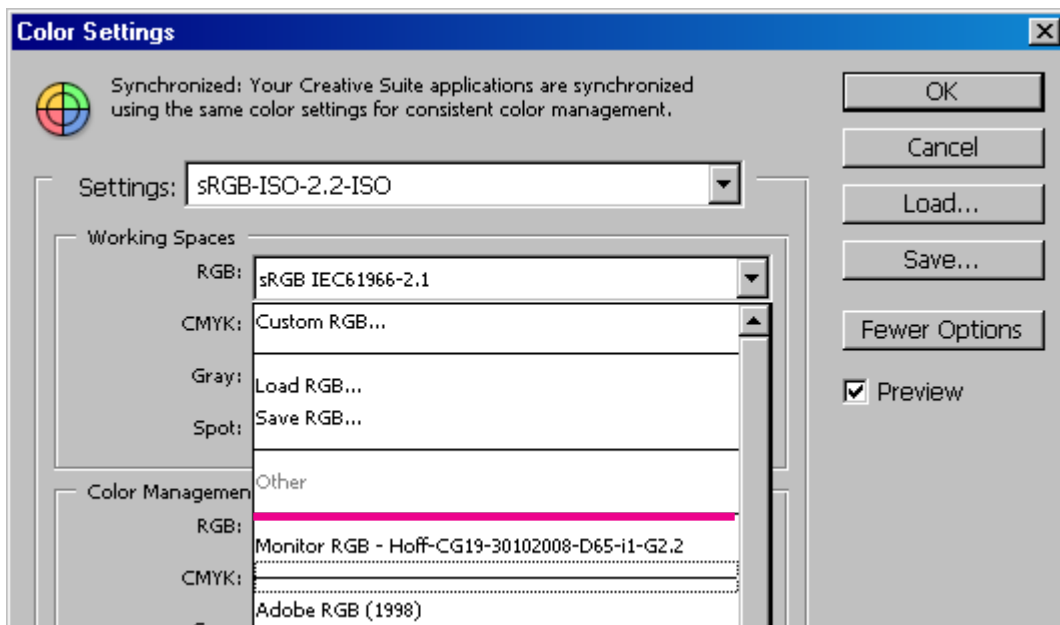 Color Settings
Synchronized: Your Creative Suite applications are synchronized
using the same color settings for consistent color management.
OK
Cancel
Load...
Save...
Fewer Options
Preview
Settings: sRGB-ISO-2.2-ISO
Working Spaces
RGB: sRGB IEC61966-2.1
CMYK: Custom RGB...
Gray: Load RGB...
Save RGB...
Spot:
Other
Color Managemen
RGB:
Monitor RGB - Hoff-CG19-30102008-D65-i1-G2.2
CMYK:
Adobe RGB (1998)